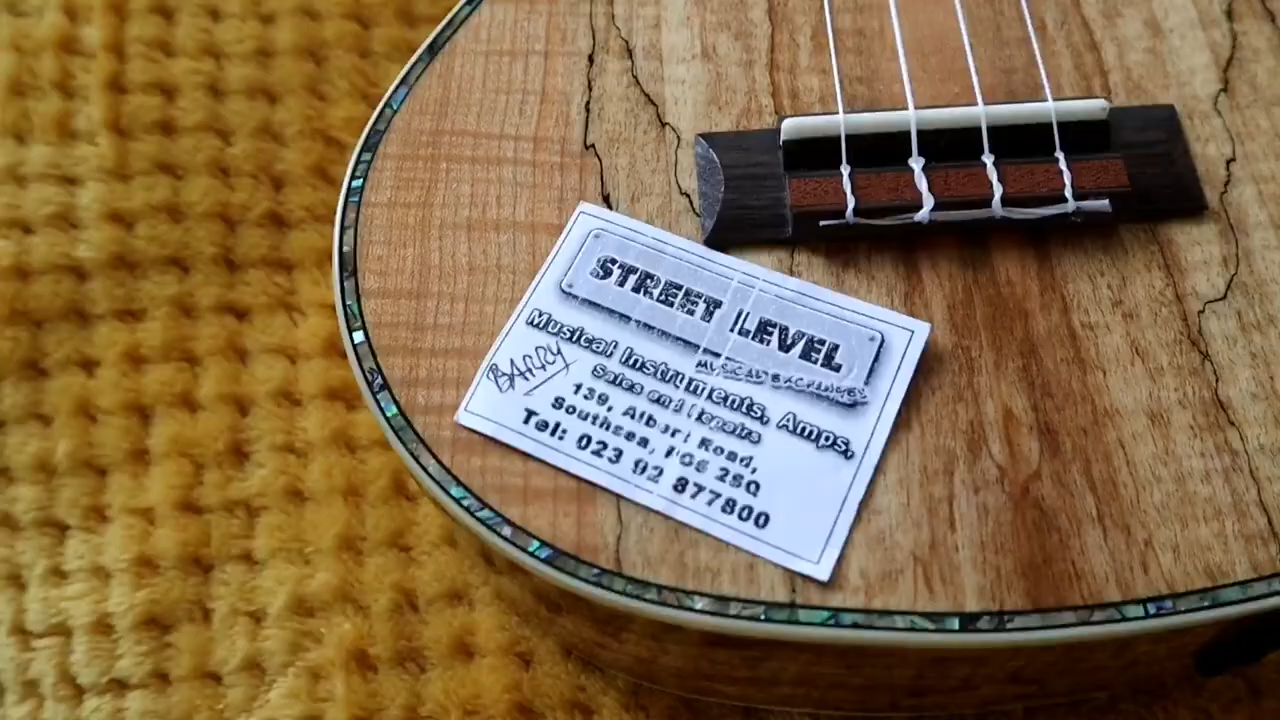 STREET LEVEL
MUSICAL EXCHANGES
Musical Instruments, Amps,
BARRY
Sales and Repairs
139, Albert Road,
Southsea, PO5 2SQ
Tel: 023 92 877800